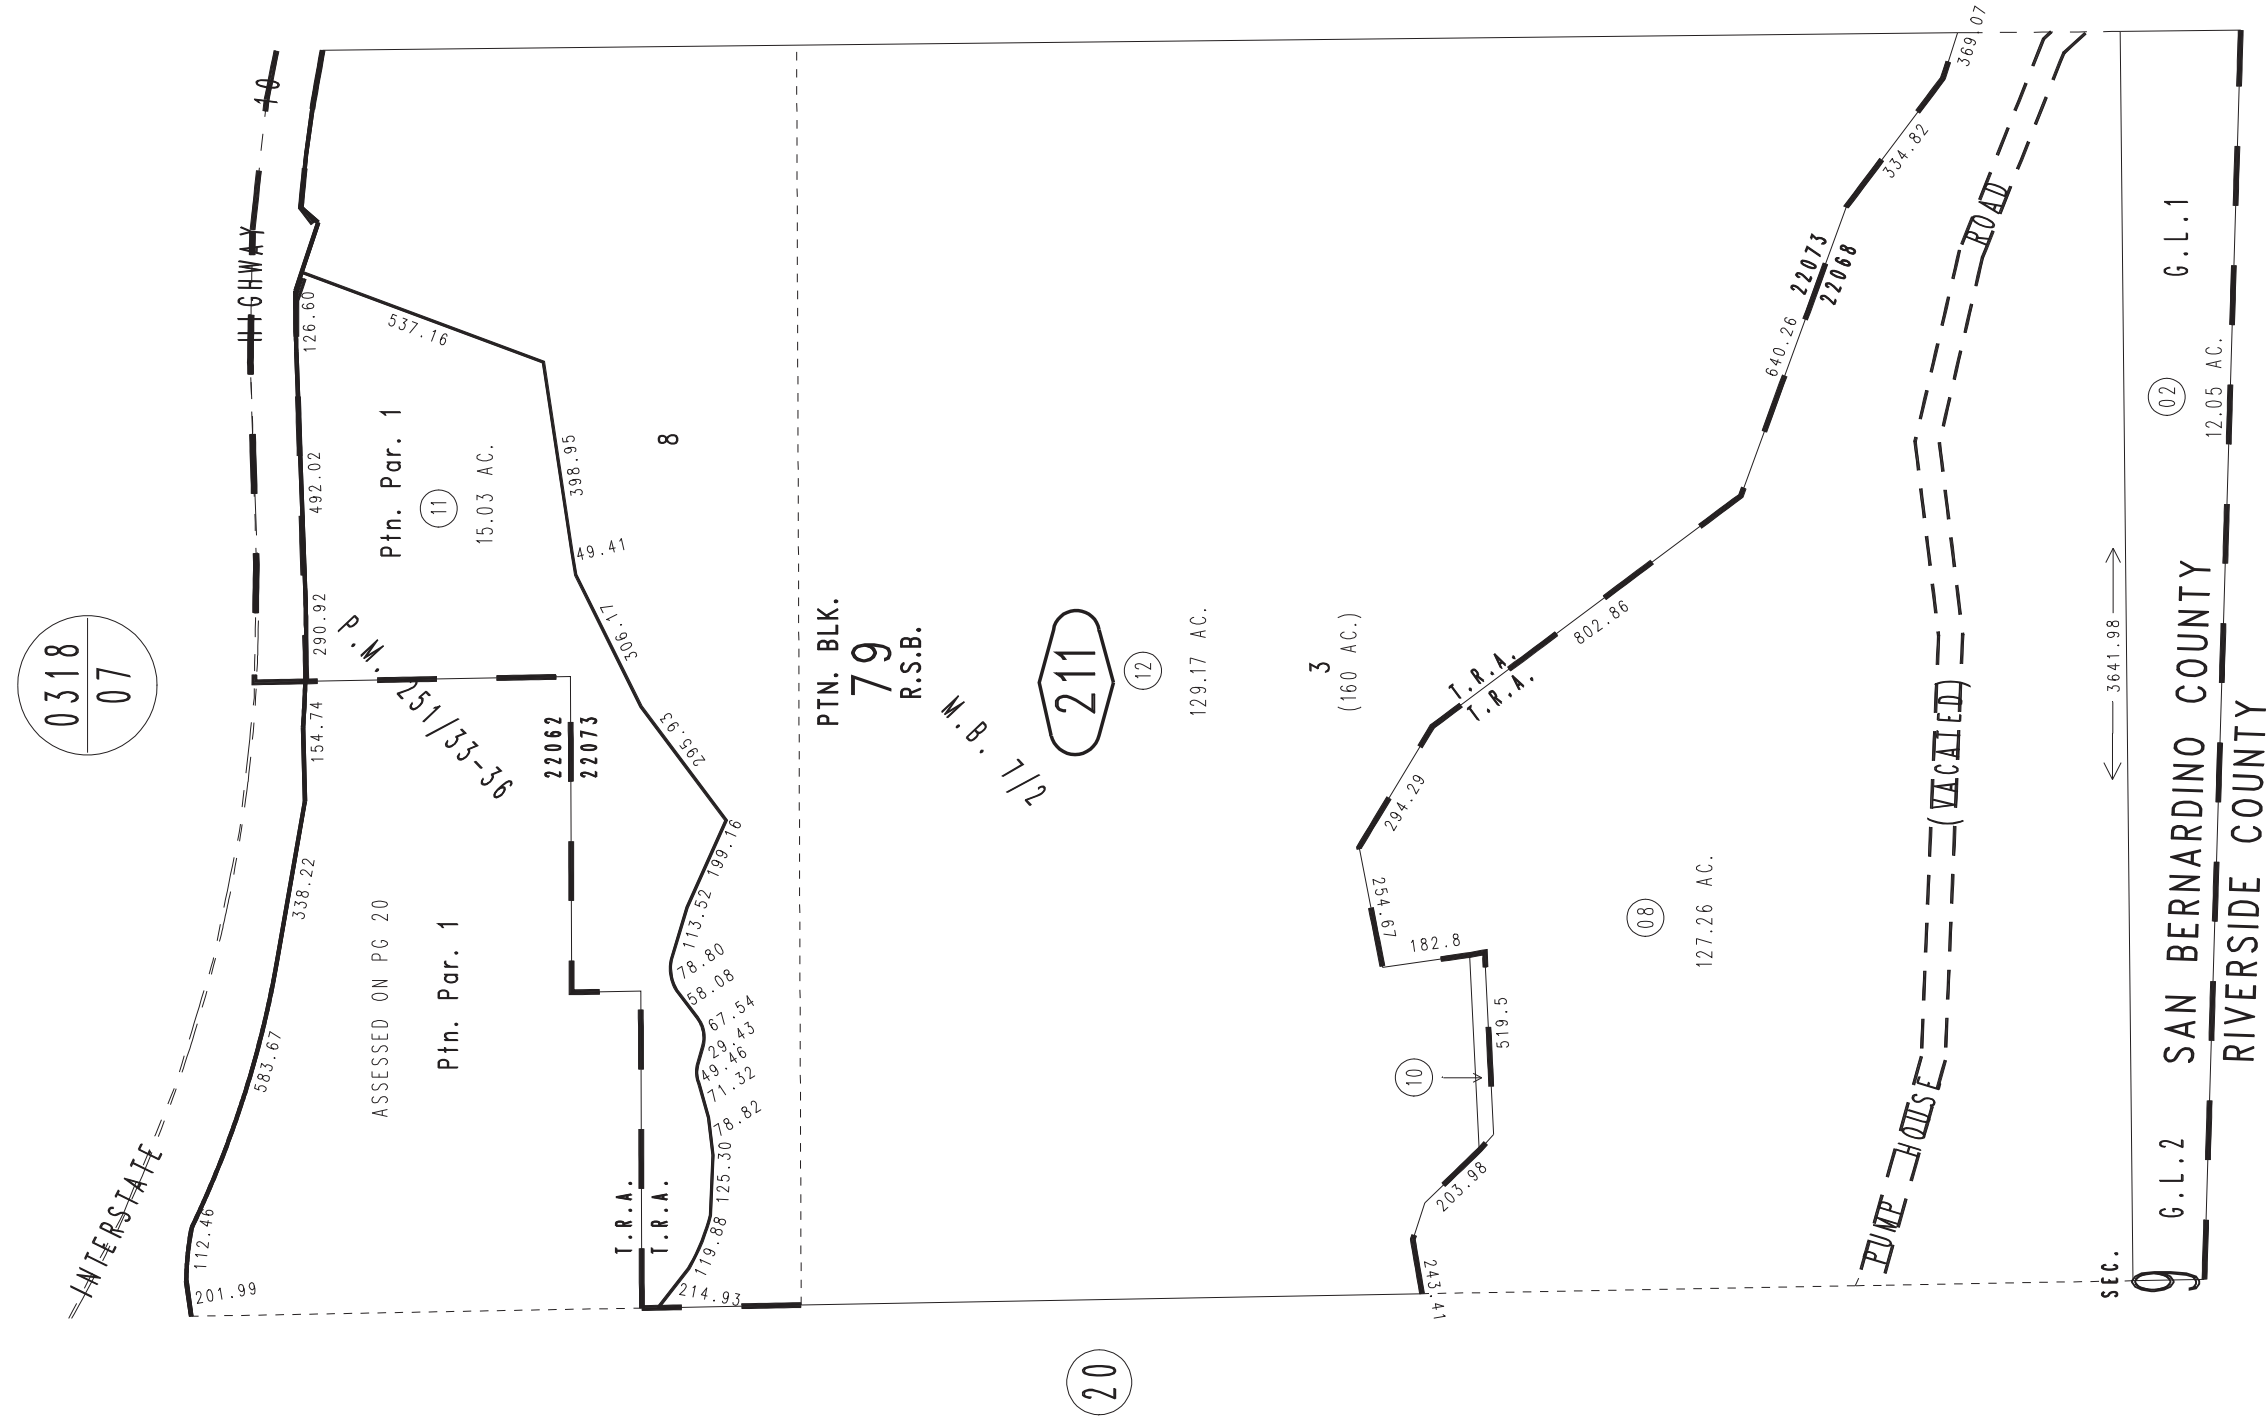 0318
07
INTERSTATE
HIGHWAY
10
201.99
112.46
583.67
338.22
154.74
290.92
492.02
126.60
537.16
398.95
49.41
306.17
295.93
199.16
113.52
78.80
58.08
67.54
29.43
49.46
71.32
78.82
125.30
119.88
214.93
ASSESSED ON PG 20
Ptn. Par. 1
Ptn. Par. 1
11
15.03 AC.
P.M. 251/33-36
22062
22073
T.R.A.
T.R.A.
8
PTN. BLK.
79
R.S.B.
M.B. 7/2
211
12
129.17 AC.
3
(160 AC.)
369.07
334.82
22073
22068
640.26
802.86
T.R.A.
T.R.A.
294.29
254.67
182.8
519.5
10
203.98
243.41
08
127.26 AC.
PUMP HOUSE (VACATED) ROAD
3641.98
G.L.1
02
12.05 AC.
G.L.2
SAN BERNARDINO COUNTY
RIVERSIDE COUNTY
SEC.
9
20